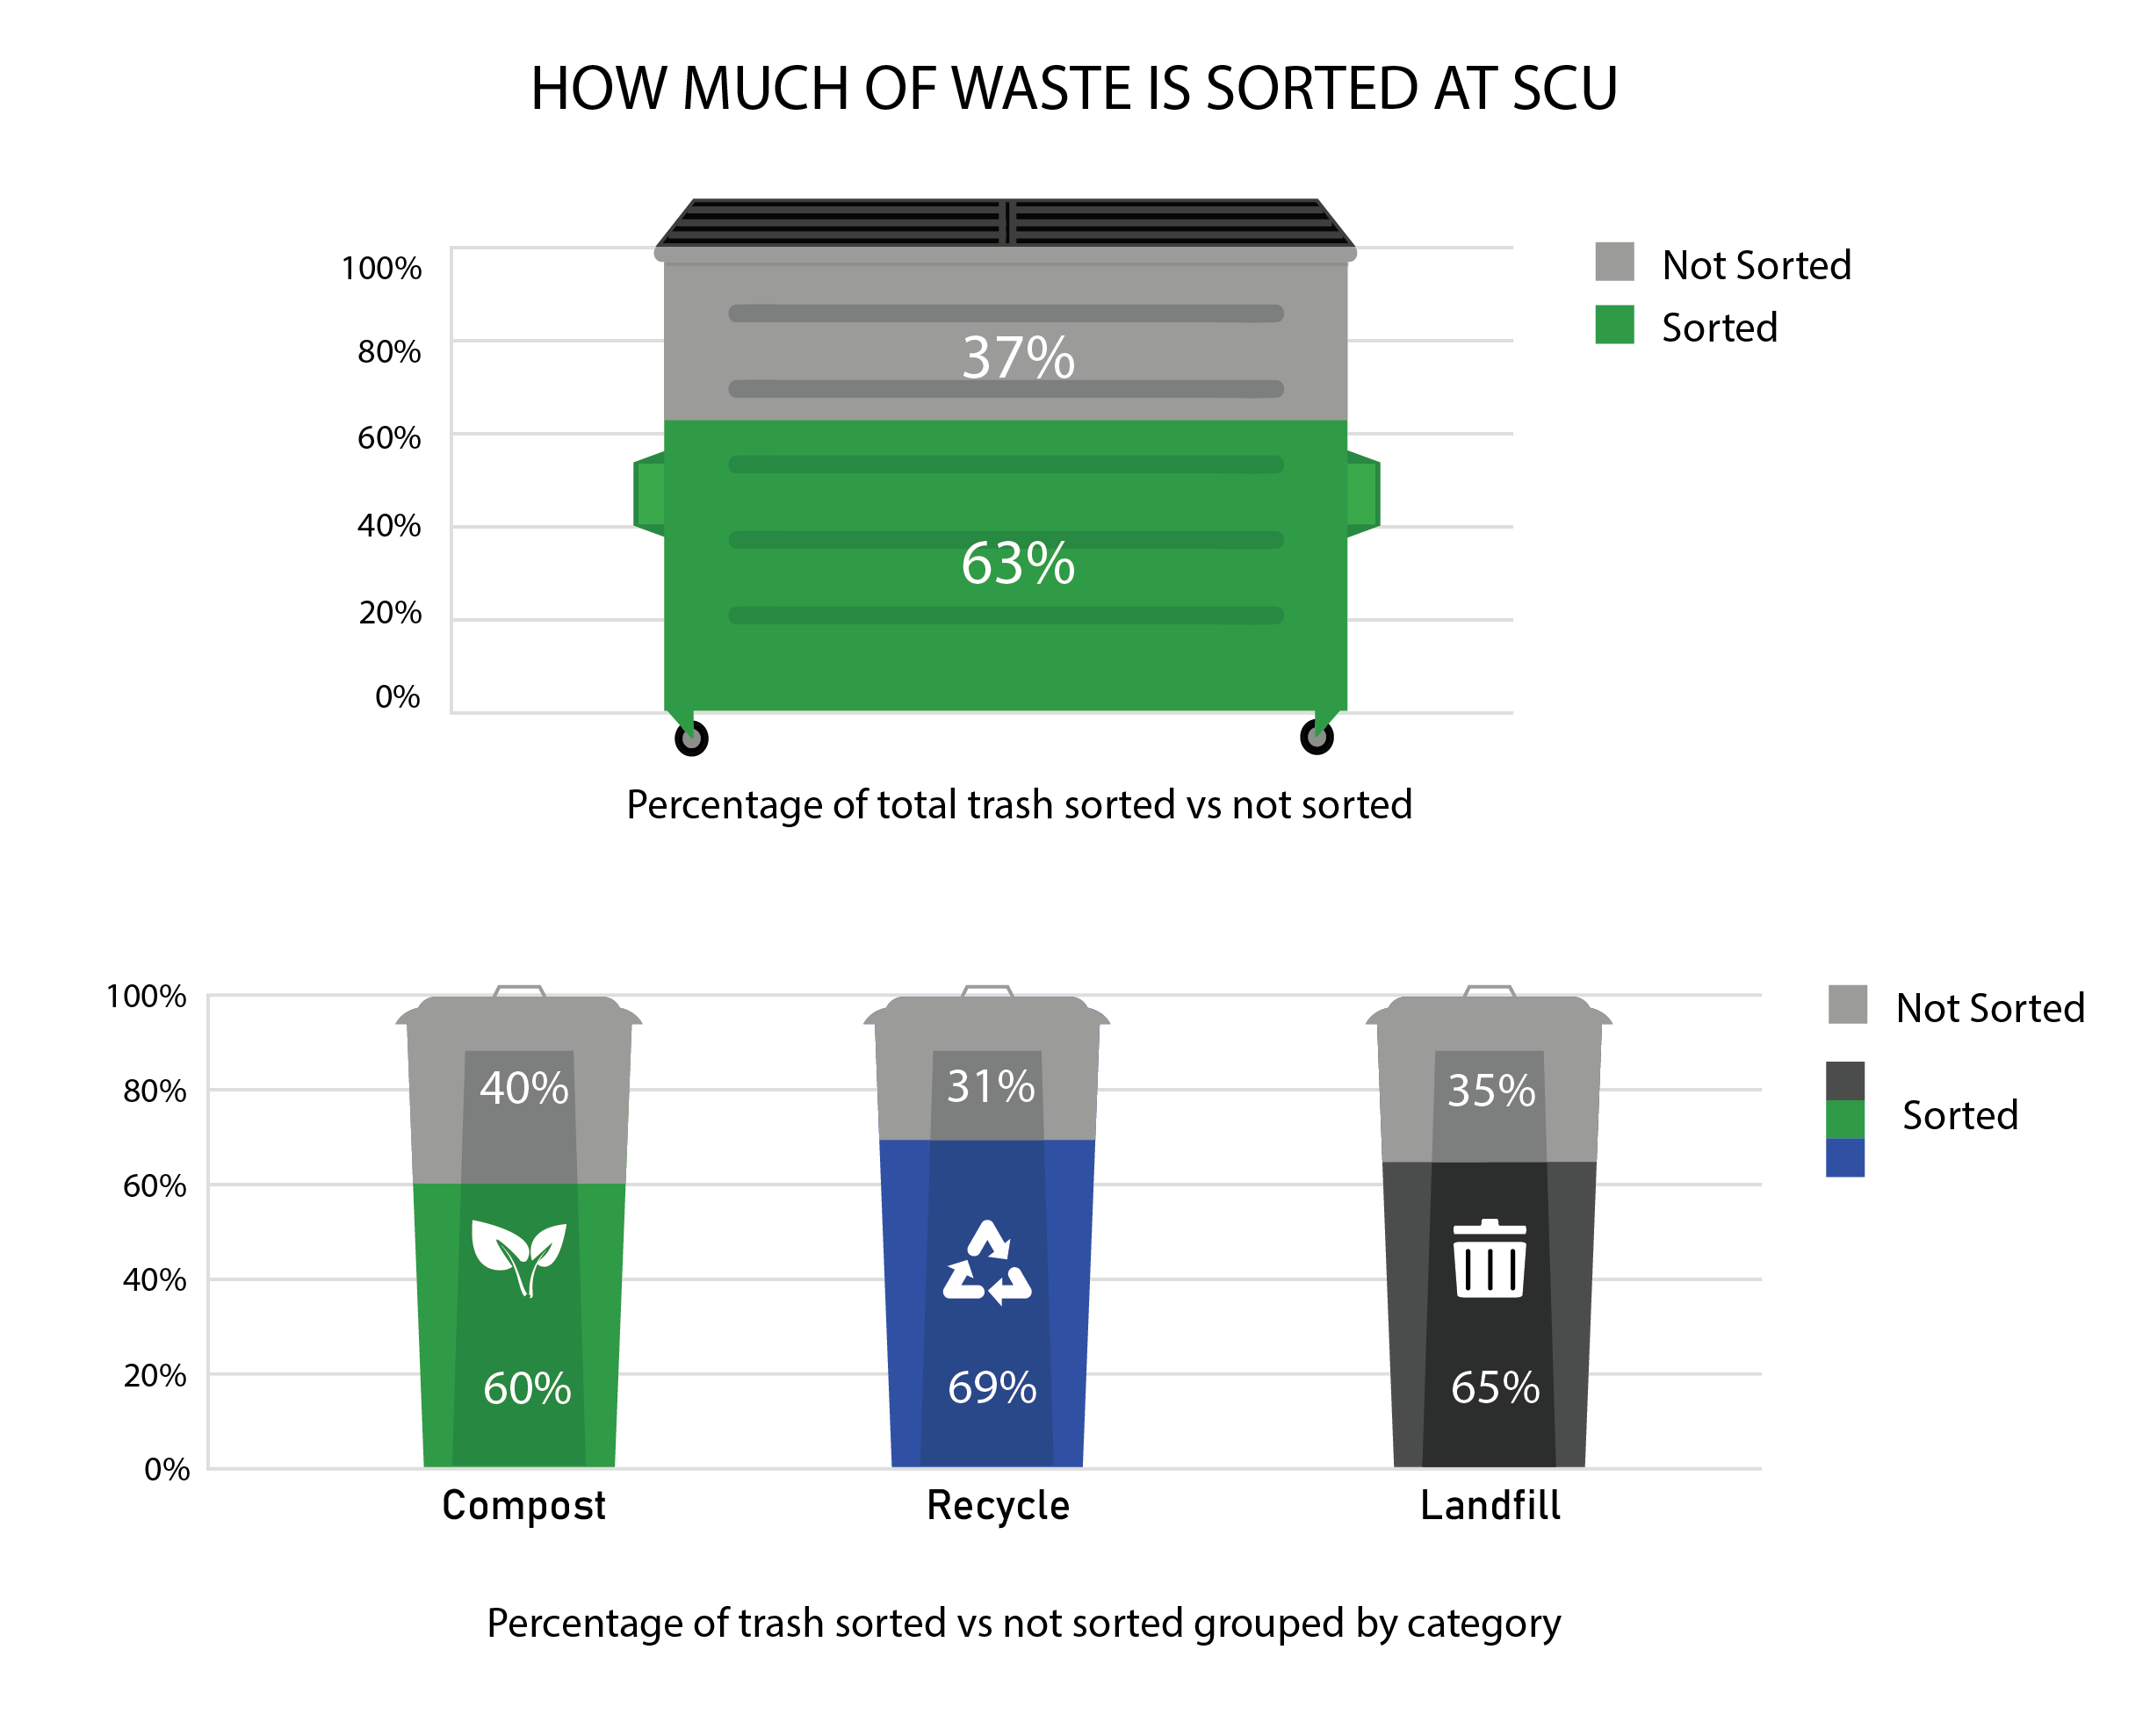 HOW MUCH OF WASTE IS SORTED AT SCU
100%
80%
60%
40%
20%
0%
37%
63%
Not Sorted
Sorted
Percentage of total trash sorted vs not sorted
100%
80%
60%
40%
20%
0%
40%
31%
35%
60%
69%
65%
Compost
Recycle
Landfill
Not Sorted
Sorted
Percentage of trash sorted vs not sorted grouped by category